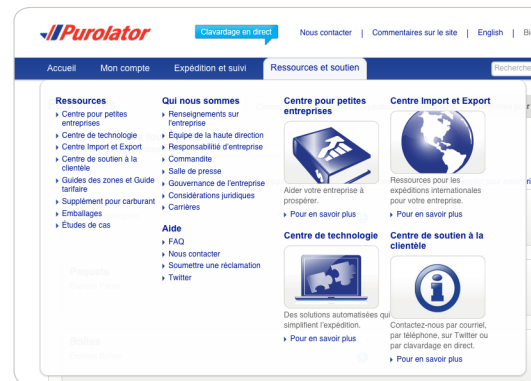 Purolator
Clavardage en direct
Nous contacter | Commentaires sur le site | English |
Accueil Mon compte Expédition et suivi Ressources et soutien
Recherche
Ressources
Centre pour petites
entreprises
Centre de technologie
Centre Import et Export
Centre de soutien à la
clientèle
Guides des zones et Guide
tarifaire
Supplément pour carburant
Emballages
Études de cas
Qui nous sommes
Renseignements sur
l'entreprise
Équipe de la haute direction
Responsabilité d'entreprise
Commandite
Salle de presse
Gouvernance de l'entreprise
Considérations juridiques
Carrières
Aide
FAQ
Nous contacter
Soumettre une réclamation
Twitter
Centre pour petites
entreprises
Aider votre entreprise à
prospérer.
Pour en savoir plus
Centre Import et Export
Ressources pour les
expéditions internationales
pour votre entreprise.
Pour en savoir plus
Centre de technologie
Des solutions automatisées qui
simplifient l'expédition.
Pour en savoir plus
Centre de soutien à la
clientèle
Contactez-nous par courriel,
par téléphone, sur Twitter ou
par clavardage en direct.
Pour en savoir plus